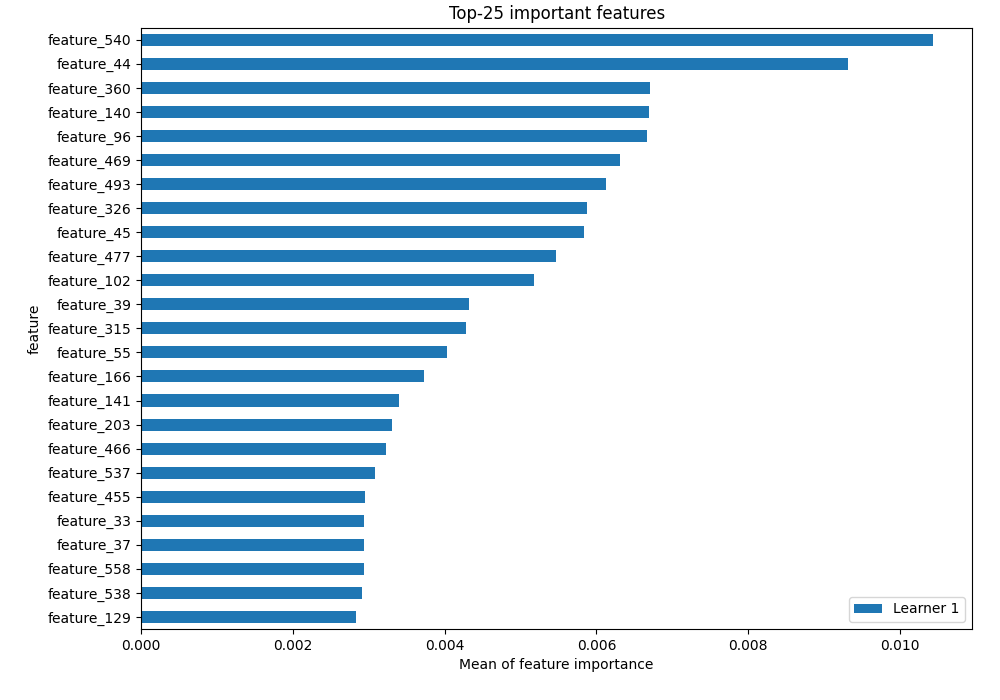 Top-25 important features
feature_540
feature_44
feature_360
feature_140
feature_96
feature_469
feature_493
feature_326
feature_45
feature_477
feature_102
feature_39
feature_315
feature_55
feature_166
feature_141
feature_203
feature_466
feature_537
feature_455
feature_33
feature_37
feature_558
feature_538
feature_129
feature
Learner 1
0.000 0.002 0.004 0.006 0.008 0.010
Mean of feature importance